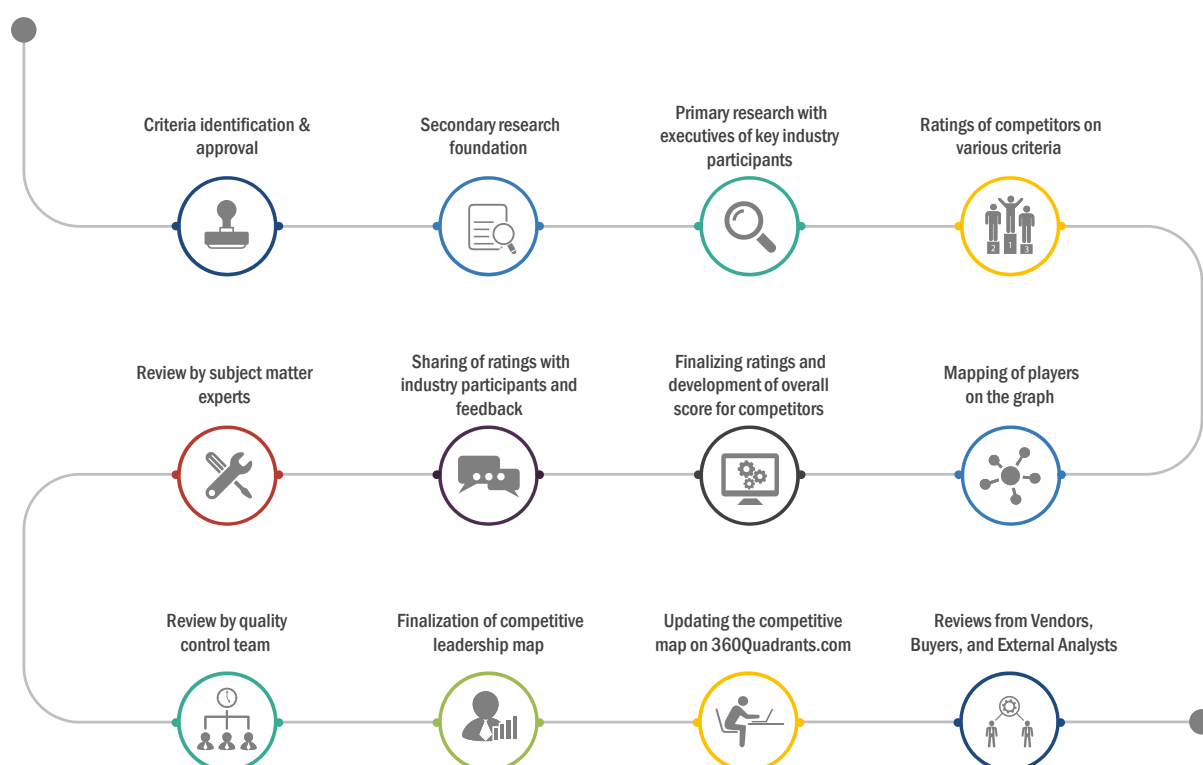 Criteria identification &
approval
Secondary research
foundation
Primary research with
executives of key industry
participants
Ratings of competitors on
various criteria
2
1
3
Review by subject matter
experts
Sharing of ratings with
industry participants and
feedback
Finalizing ratings and
development of overall
score for competitors
Mapping of players
on the graph
Review by quality
control team
Finalization of competitive
leadership map
Updating the competitive
map on 360Quadrants.com
Reviews from Vendors,
Buyers, and External Analysts